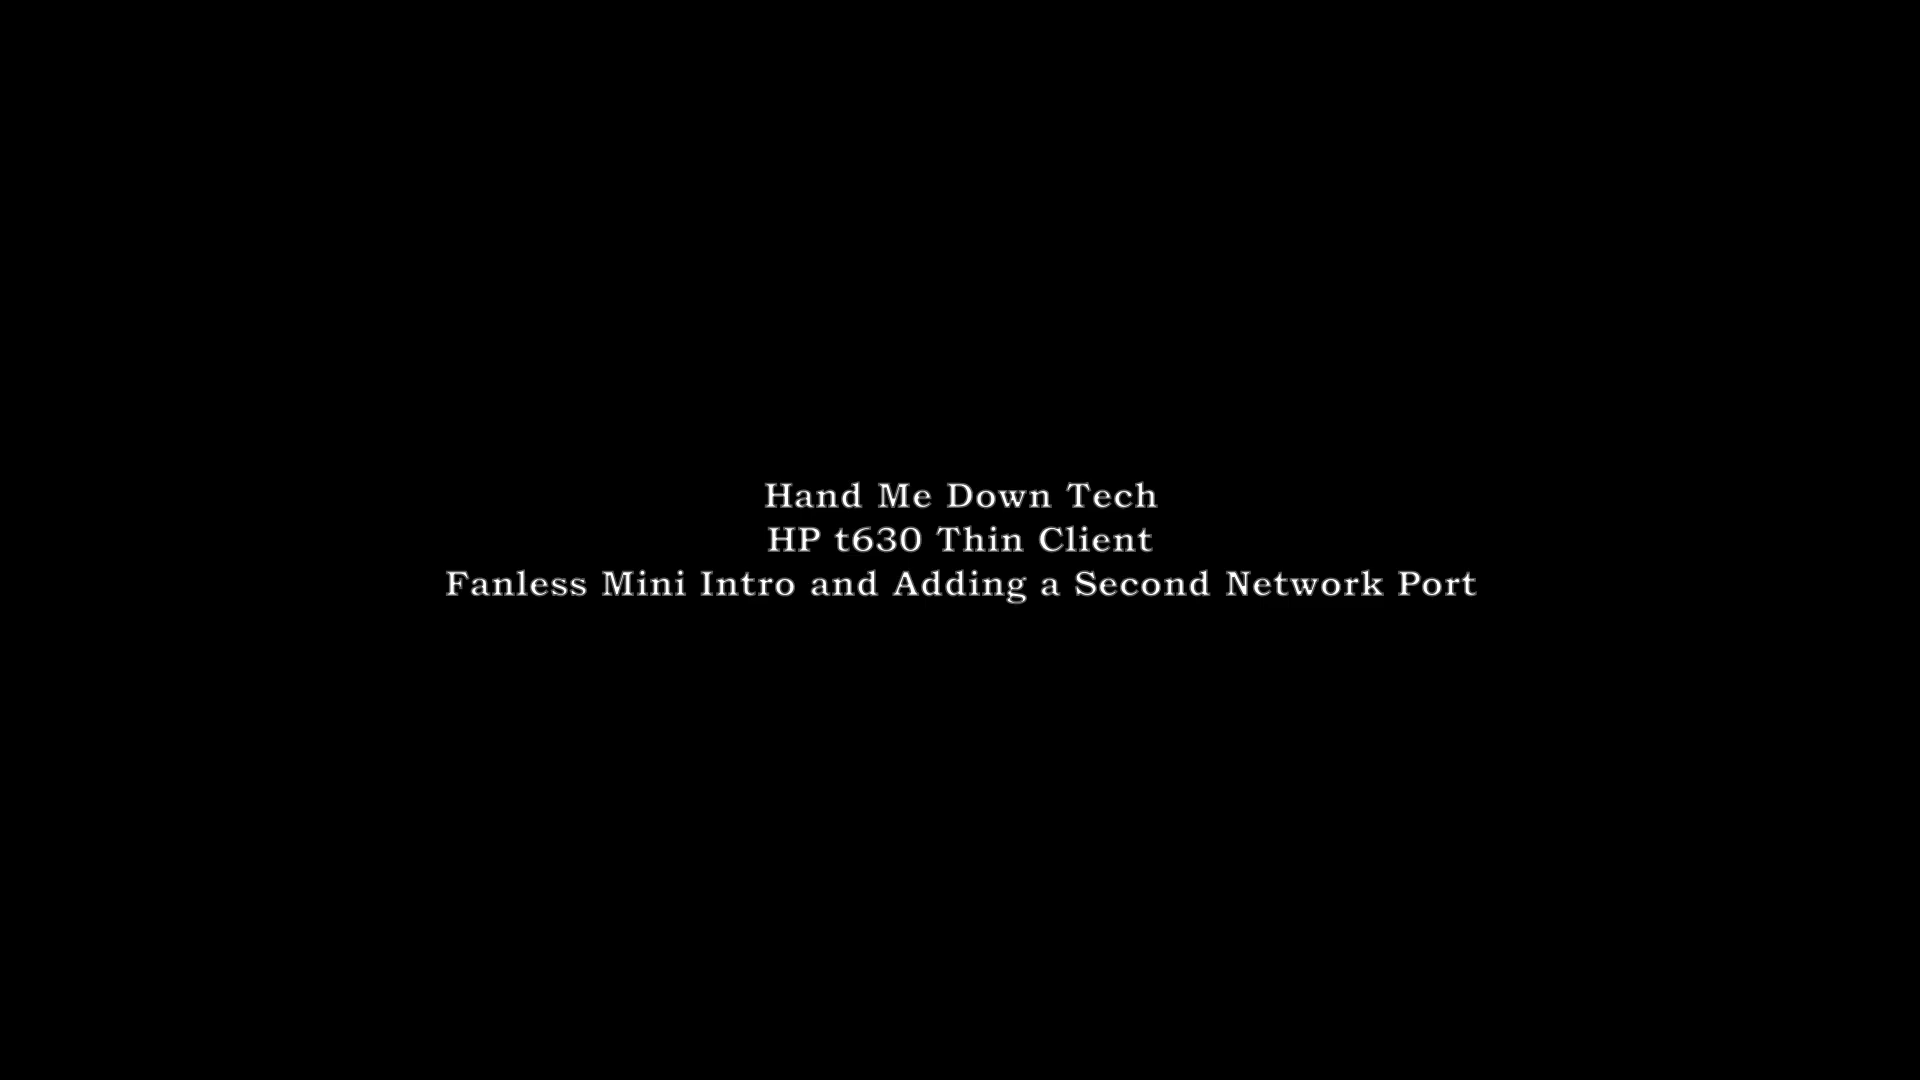 Hand Me Down Tech
HP t630 Thin Client
Fanless Mini Intro and Adding a Second Network Port